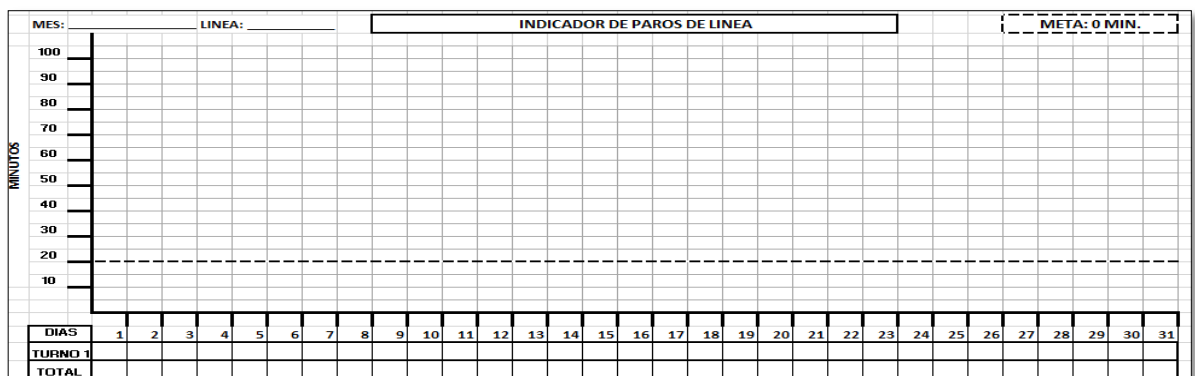 MES: LINEA: INDICADOR DE PAROS DE LINEA META: 0 MIN.
MINUTOS
100
90
80
70
60
50
40
30
20
10
DIAS 1 2 3 4 5 6 7 8 9 10 11 12 13 14 15 16 17 18 19 20 21 22 23 24 25 26 27 28 29 30 31
TURNO 1
TOTAL